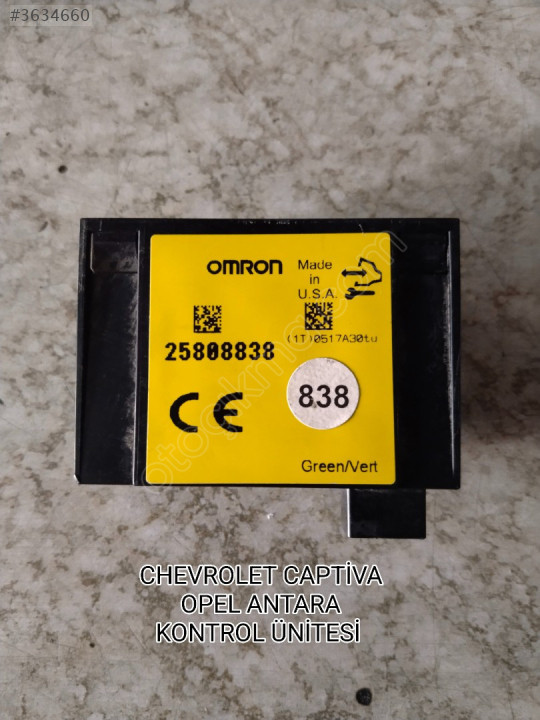 #3634660
OMRON
Made
in
U.S.A.
25808838
(1T)0517A30tu
838
CE
Green/Vert
CHEVROLET CAPTİVA
OPEL ANTARA
KONTROL ÜNİTESİ